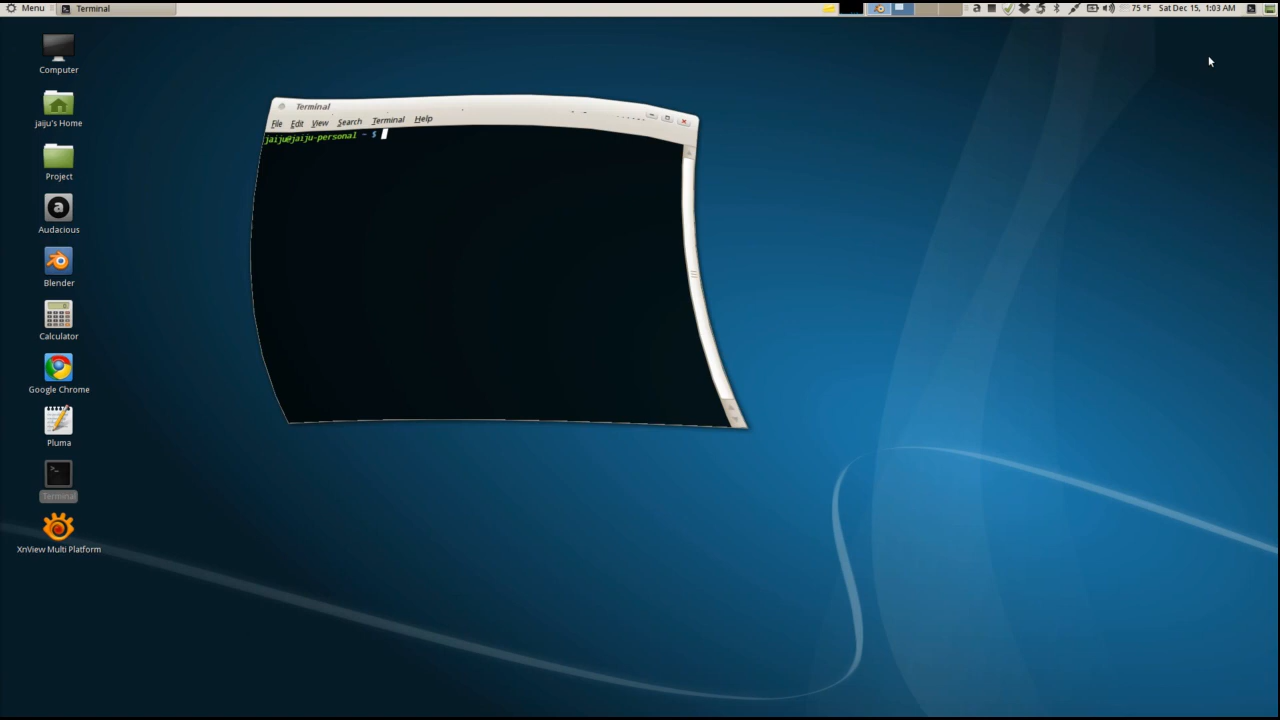 Menu
Terminal
75 °F
Sat Dec 15, 1:03 AM
Computer
jaiju's Home
Project
Audacious
Blender
Calculator
Google Chrome
Pluma
Terminal
XnView Multi Platform
Terminal
File Edit View Search Terminal Help
jaiju@jaiju-personal ~ $